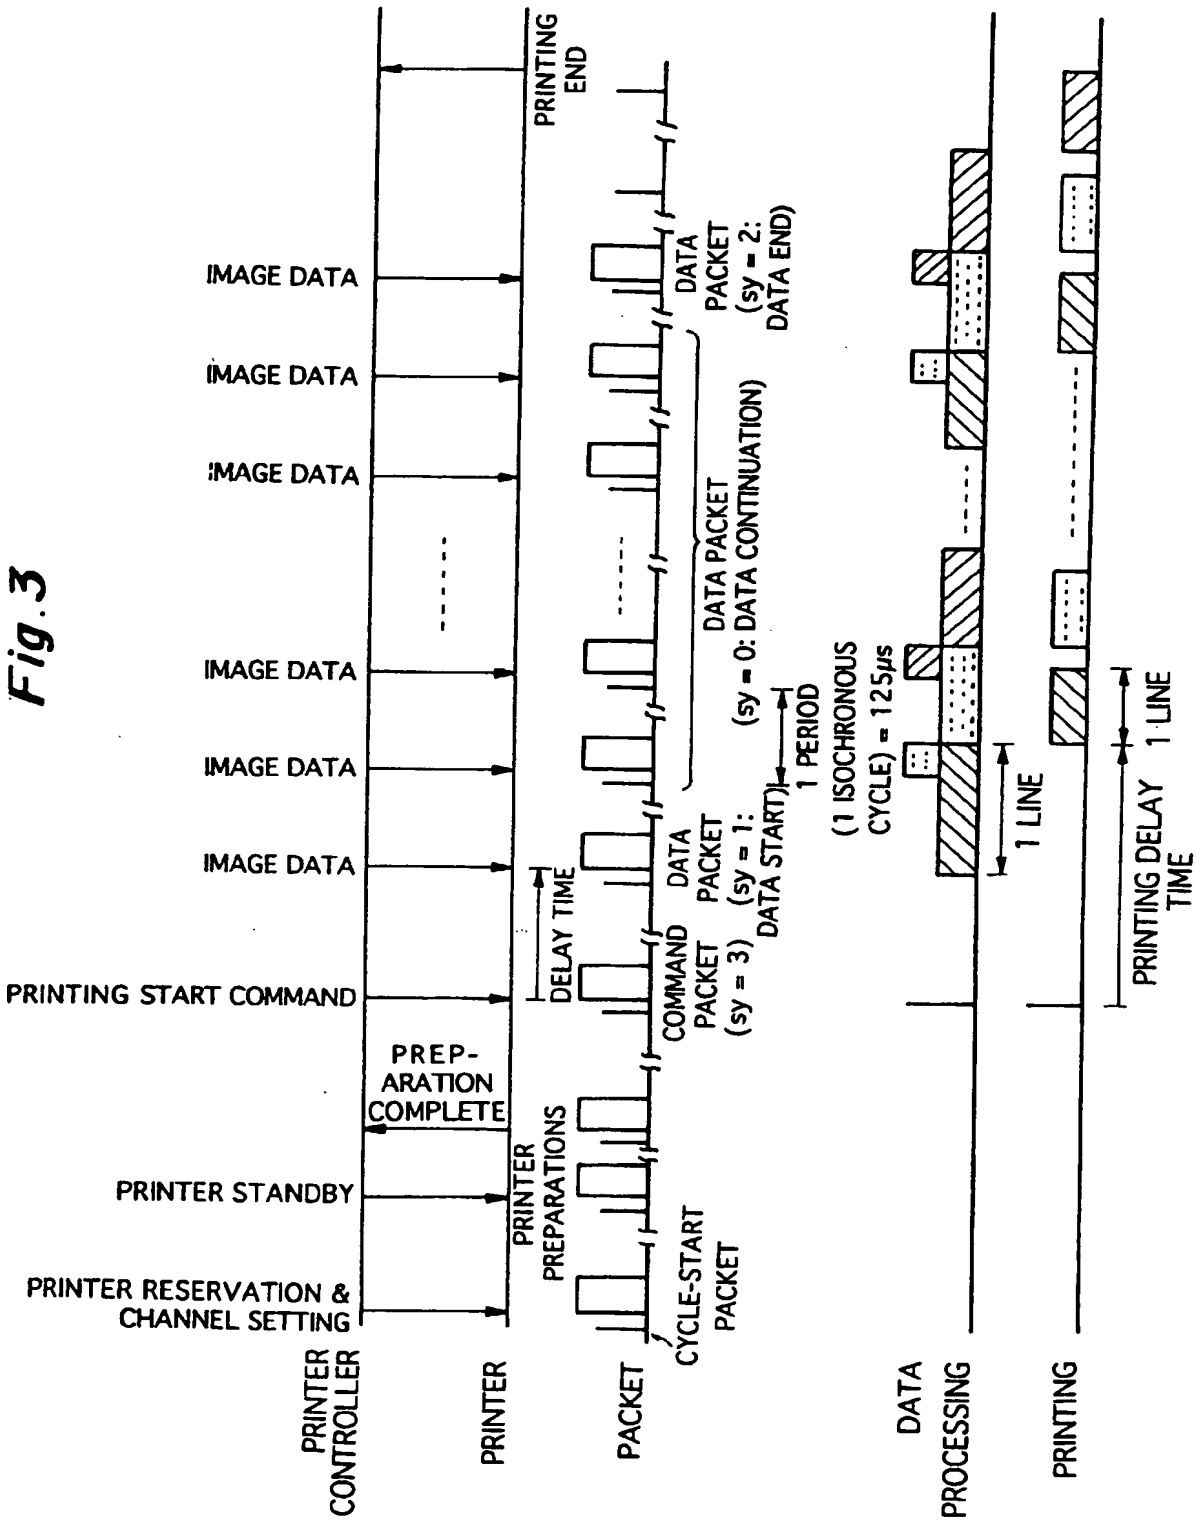 Fig. 3
PRINTER
CONTROLLER
PRINTER RESERVATION &
CHANNEL SETTING
PRINTER STANDBY
PREP-
ARATION
COMPLETE
PRINTING START COMMAND
IMAGE DATA
IMAGE DATA
IMAGE DATA
IMAGE DATA
IMAGE DATA
IMAGE DATA
PRINTER
PRINTER
PREPARATIONS
DELAY TIME
PRINTING
END
PACKET
CYCLE-START
PACKET
COMMAND
PACKET
(sy = 3)
DATA
PACKET
(sy = 1:
DATA START)
DATA PACKET
(sy = 0: DATA CONTINUATION)
DATA
PACKET
(sy = 2:
DATA END)
1 PERIOD
(1 ISOCHRONOUS
CYCLE) = 125μs
DATA
PROCESSING
1 LINE
PRINTING
PRINTING DELAY
TIME
1 LINE